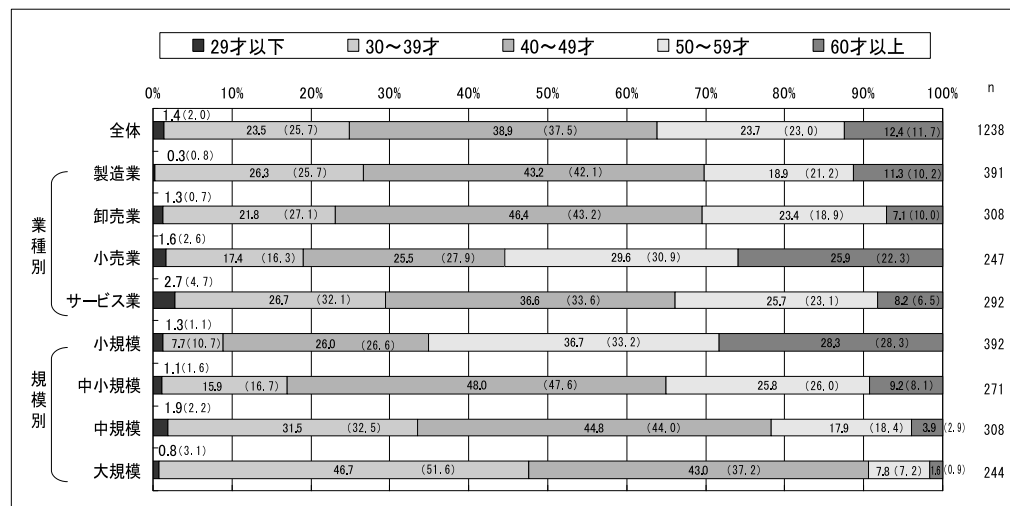 ■ 29才以下 ■ 30～39才 ■ 40～49才 □ 50～59才 ■ 60才以上
0% 10% 20% 30% 40% 50% 60% 70% 80% 90% 100% n
全体 1.4(2.0) 23.5 (25.7) 38.9 (37.5) 23.7 (23.0) 12.4(11.7) 1238
業種別
製造業 0.3(0.8) 26.3 (25.7) 43.2 (42.1) 18.9 (21.2) 11.3(10.2) 391
卸売業 1.3(0.7) 21.8 (27.1) 46.4 (43.2) 23.4 (18.9) 7.1(10.0) 308
小売業 1.6(2.6) 17.4 (16.3) 25.5 (27.9) 29.6 (30.9) 25.9 (22.3) 247
サービス業 2.7(4.7) 26.7 (32.1) 36.6 (33.6) 25.7 (23.1) 8.2(6.5) 292
規模別
小規模 1.3(1.1) 7.7(10.7) 26.0 (26.6) 36.7 (33.2) 28.3 (28.3) 392
中小規模 1.1(1.6) 15.9 (16.7) 48.0 (47.6) 25.8 (26.0) 9.2(8.1) 271
中規模 1.9(2.2) 31.5 (32.5) 44.8 (44.0) 17.9 (18.4) 3.9(2.9) 308
大規模 0.8(3.1) 46.7 (51.6) 43.0 (37.2) 7.8 (7.2) 1.6(0.9) 244